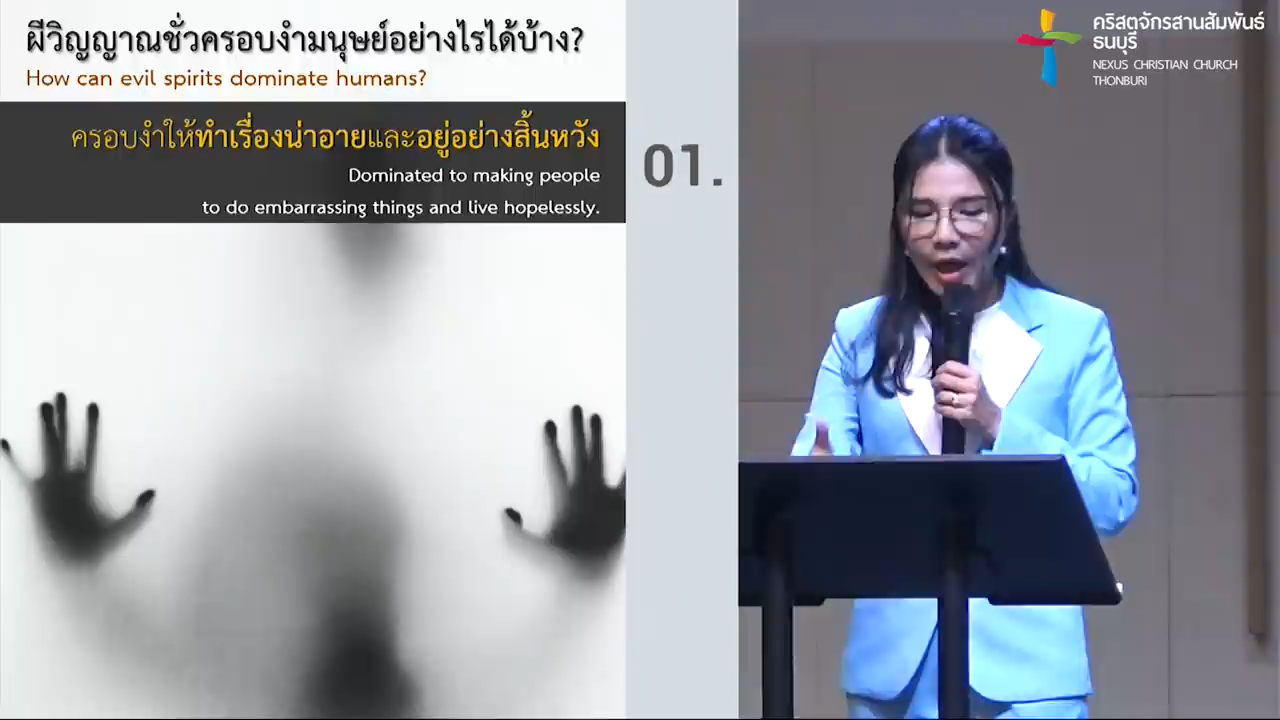 ผีวิญญาณชั่วครอบงำมนุษย์อย่างไรได้บ้าง?
How can evil spirits dominate humans?
ครอบงำให้ทำเรื่องน่าอายและอยู่อย่างสิ้นหวัง
Dominated to making people
to do embarrassing things and live hopelessly.
01.
คริสตจักรสานสัมพันธ์
ธนบุรี
NEXUS CHRISTIAN CHURCH
THONBURI